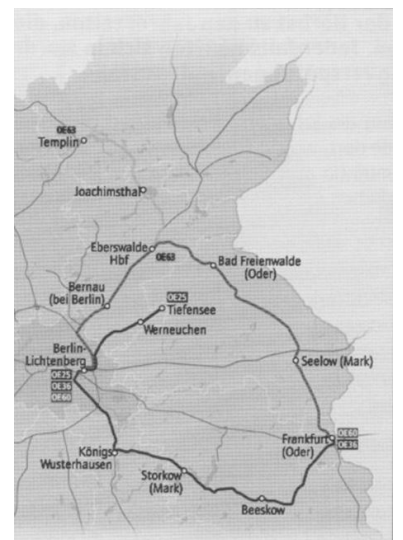 OE63
Templin
Joachimsthal
Eberswalde
Hbf
OE63
Bad Freienwalde
(Oder)
Bernau
(bei Berlin)
OE25
Tiefensee
Werneuchen
Berlin-
Lichtenberg
OE25
OE36
OE60
Seelow (Mark)
Frankfurt
(Oder)
OE60
OE36
Königs
Wusterhausen
Storkow
(Mark)
Beeskow